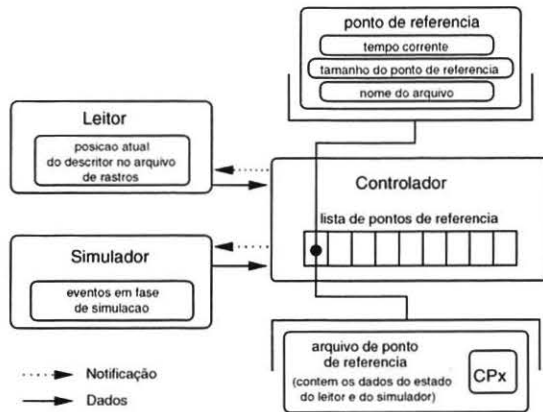 ponto de referencia
tempo corrente
tamanho do ponto de referencia
nome do arquivo
Leitor
posicao atual
do descritor no arquivo
de rastros
Controlador
lista de pontos de referencia
Simulador
eventos em fase
de simulacao
arquivo de ponto
de referencia
(contem os dados do estado
do leitor e do simulador)
CPx
Notificação
Dados